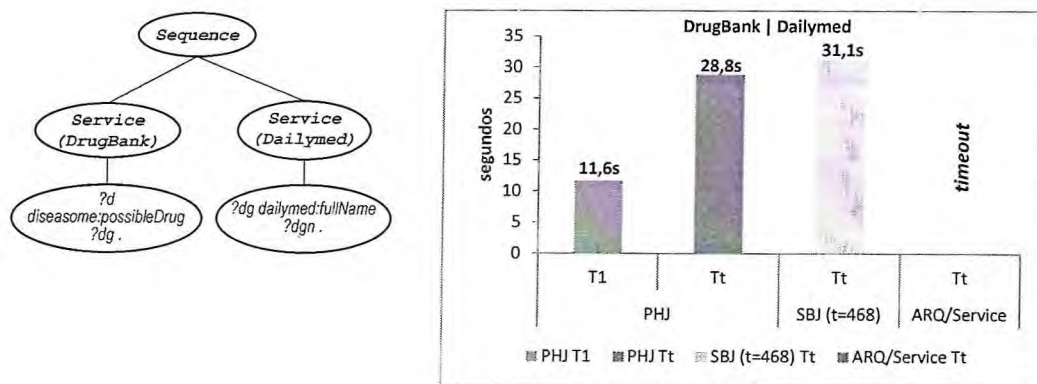 Sequence
Service
(DrugBank)
Service
(Dailymed)
?d
diseasome:possibleDrug
?dg .
?dg dailymed:fullName
?dgn .
DrugBank | Dailymed
segundos
35
30
25
20
15
10
5
0
11,6s
28,8s
31,1s
timeout
T1
Tt
Tt
Tt
PHJ
SBJ (t=468)
ARQ/Service
PHJ T1
PHJ Tt
SBJ (t=468) Tt
ARQ/Service Tt